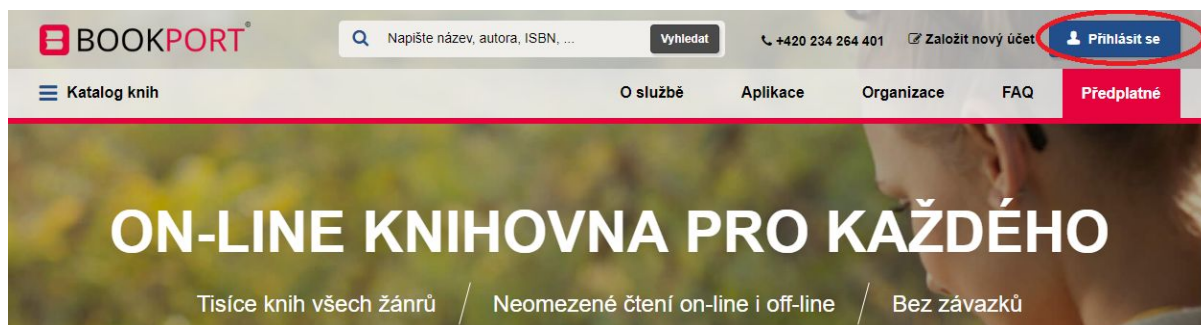 BOOKPORT®
Napište název, autora, ISBN, ...
Vyhledat
+420 234 264 401
Založit nový účet
Přihlásit se
Katalog knih
O službě
Aplikace
Organizace
FAQ
Předplatné
ON-LINE KNIHOVNA PRO KAŽDÉHO
Tisíce knih všech žánrů / Neomezené čtení on-line i off-line / Bez závazků